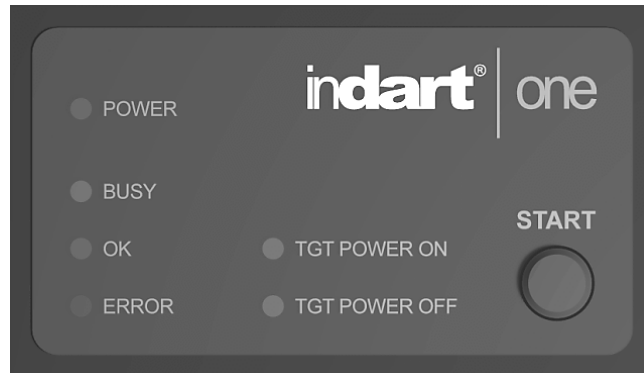 indart® | one
POWER
BUSY
START
OK TGT POWER ON
ERROR TGT POWER OFF